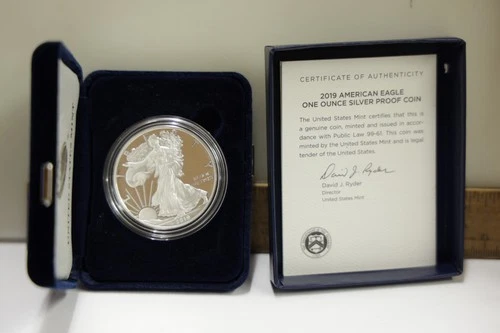 CERTIFICATE OF AUTHENTICITY
2019 AMERICAN EAGLE
ONE OUNCE SILVER PROOF COIN
The United States Mint certifies that this is
a genuine coin, minted and issued in accor-
dance with Public Law 99-61. This coin was
minted by the United States Mint and is legal
tender of the United States.
David J. Ryder
David J. Ryder
Director
United States Mint